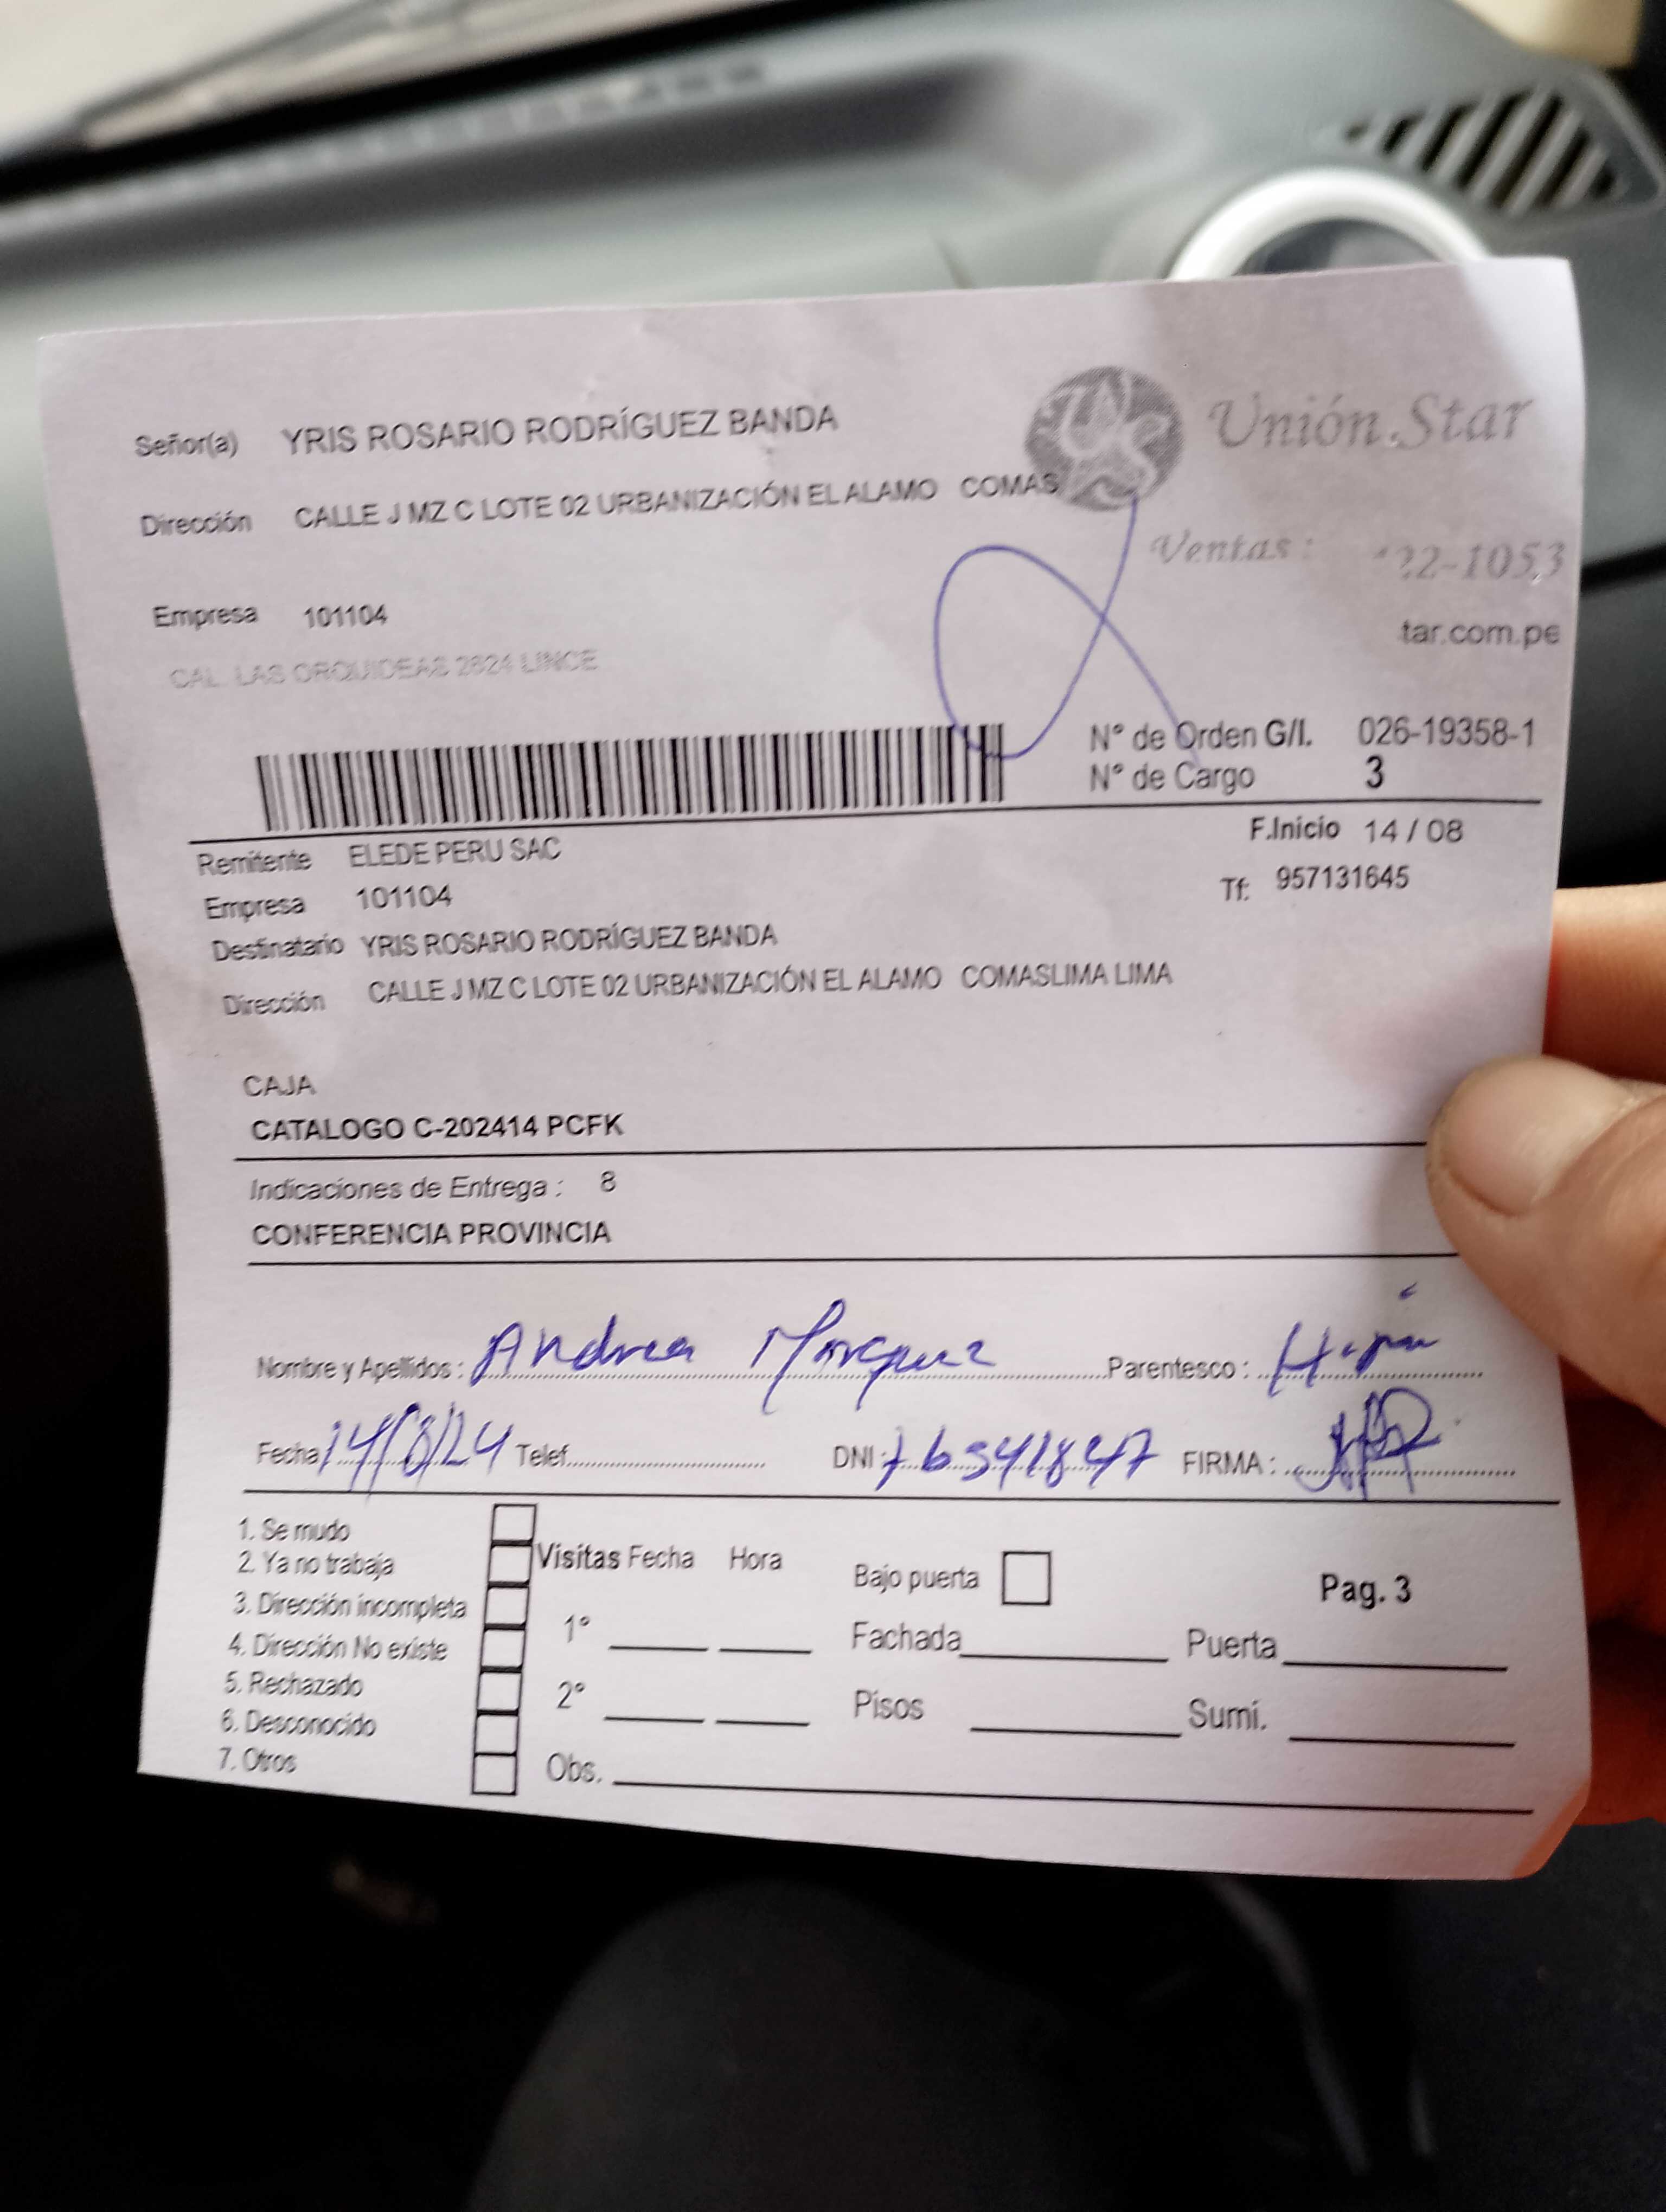 Unión Star
Señor(a) YRIS ROSARIO RODRÍGUEZ BANDA
Dirección CALLE J MZ C LOTE 02 URBANIZACIÓN EL ALAMO COMAS
Ventas: 22-1053
Empresa 101104
tar.com.pe
CAL. LAS ORQUIDEAS 2624 LINCE
N° de Orden G/I. 026-19358-1
N° de Cargo 3
F.Inicio 14 / 08
Remitente ELEDE PERU SAC
Tf: 957131645
Empresa 101104
Destinatario YRIS ROSARIO RODRÍGUEZ BANDA
Dirección CALLE J MZ C LOTE 02 URBANIZACIÓN EL ALAMO COMASLIMA LIMA
CAJA
CATALOGO C-202414 PCFK
Indicaciones de Entrega : 8
CONFERENCIA PROVINCIA
Nombre y Apellidos : Andrea Marquez Parentesco : Hija
Fecha 14/8/24 Telef. DNI : 76341847 FIRMA :
1. Se mudo
2. Ya no trabaja
3. Dirección incompleta
4. Dirección No existe
5. Rechazado
6. Desconocido
7. Otros
Visitas Fecha Hora
1°
2°
Obs.
Bajo puerta
Pag. 3
Fachada Puerta
Pisos Sumi.